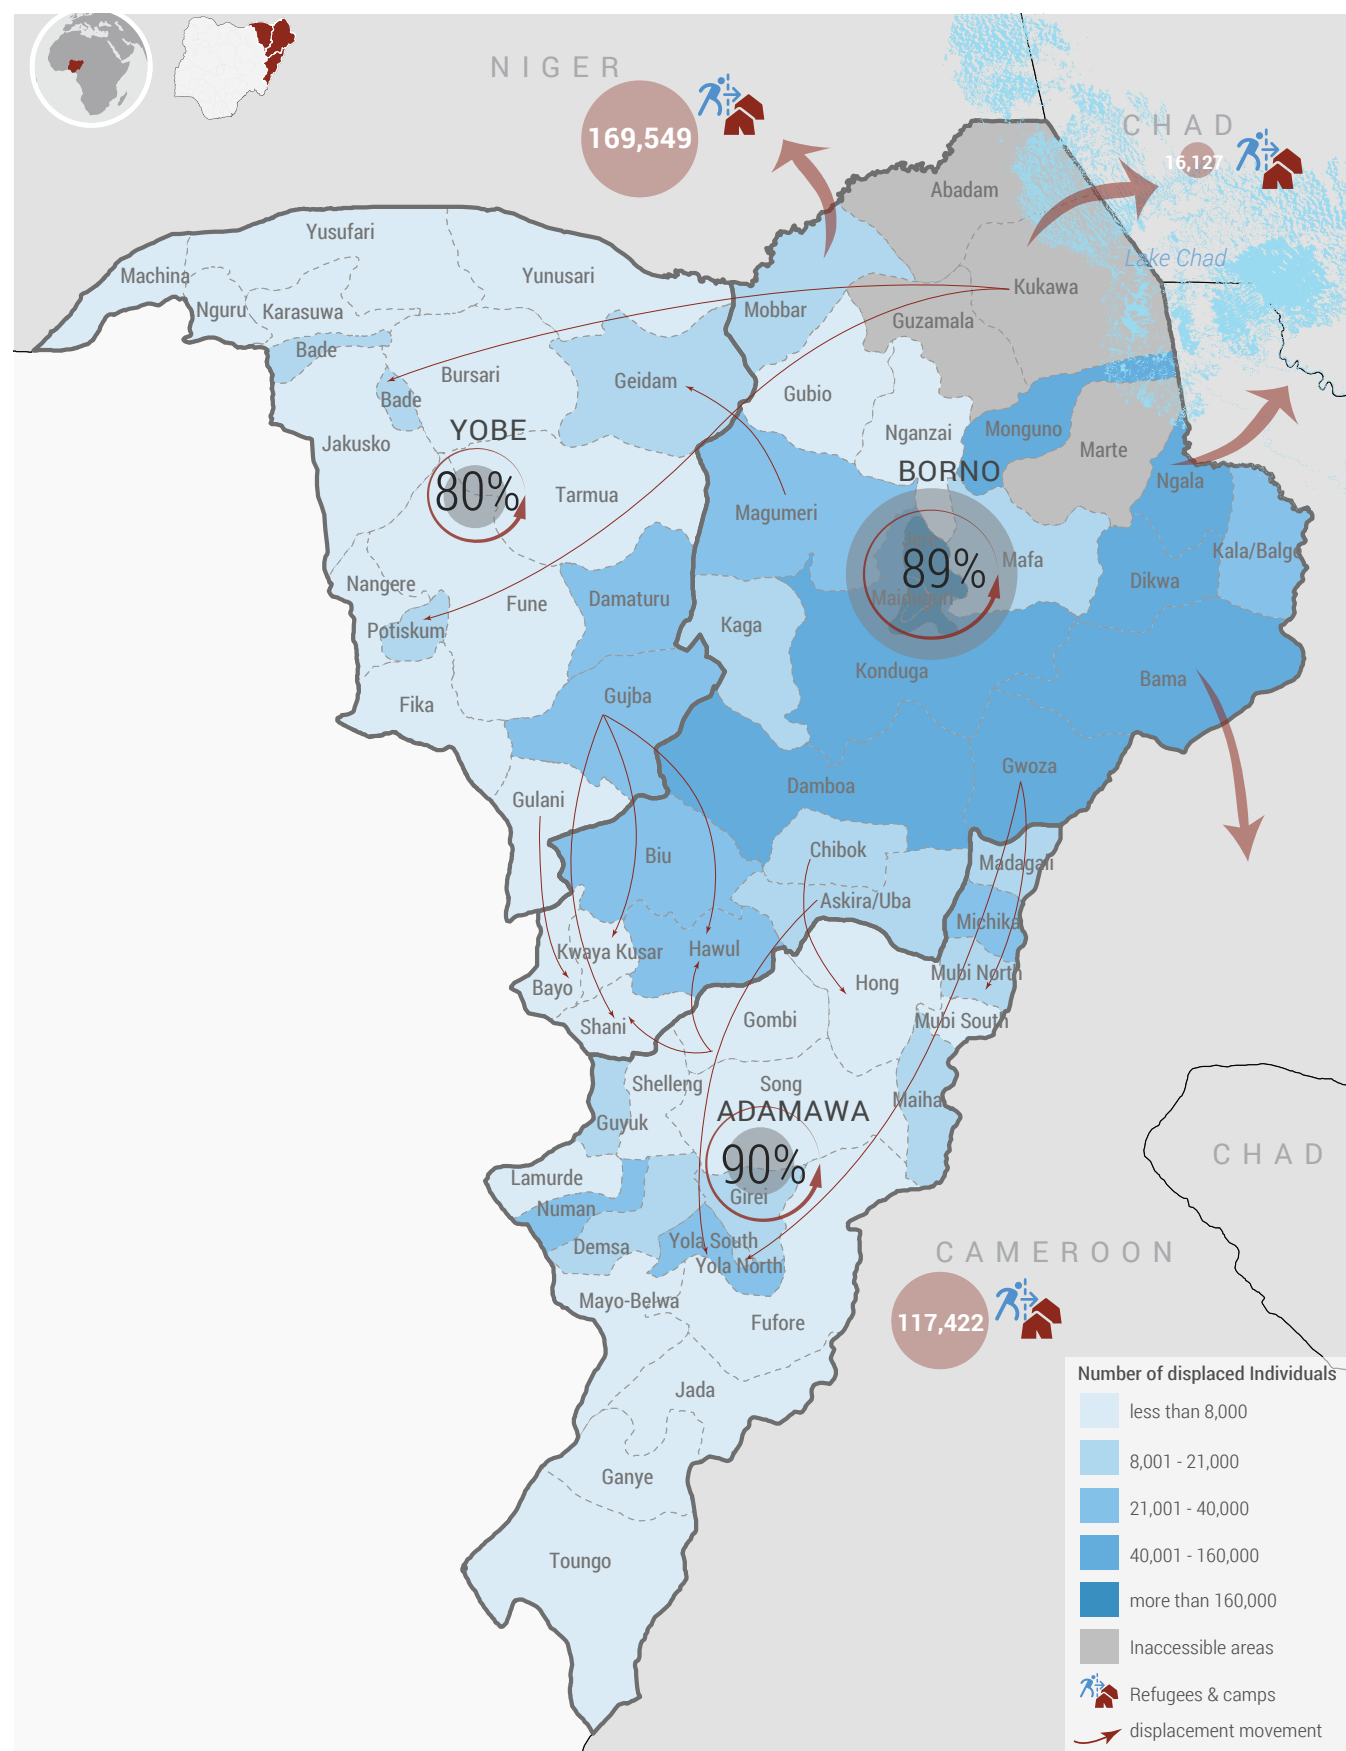 NIGER
169,549
CHAD
16,127
Abadam
Yusufari
Lake Chad
Machina
Yunusari
Kukawa
Nguru
Karasuwa
Mobbar
Guzamala
Bade
Bursari
Geidam
Gubio
Bade
Monguno
YOBE
Nganzai
Jakusko
Marte
BORNO
80%
Tarmua
Ngala
Magumeri
Kala/Balge
89%
Mafa
Dikwa
Nangere
Fune
Damaturu
Maiduguri
Potiskum
Kaga
Konduga
Bama
Fika
Gujba
Gwoza
Gulani
Damboa
Biu
Chibok
Madagali
Askira/Uba
Michika
Kwaya Kusar
Hawul
Mubi North
Bayo
Hong
Shani
Gombi
Mubi South
Shelleng
Song
Maiha
ADAMAWA
Guyuk
CHAD
90%
Lamurde
Girei
Numan
Demsa
Yola South
CAMEROON
Yola North
Mayo-Belwa
117,422
Fufore
Jada
Ganye
Toungo
Number of displaced Individuals
less than 8,000
8,001 - 21,000
21,001 - 40,000
40,001 - 160,000
more than 160,000
Inaccessible areas
Refugees & camps
displacement movement